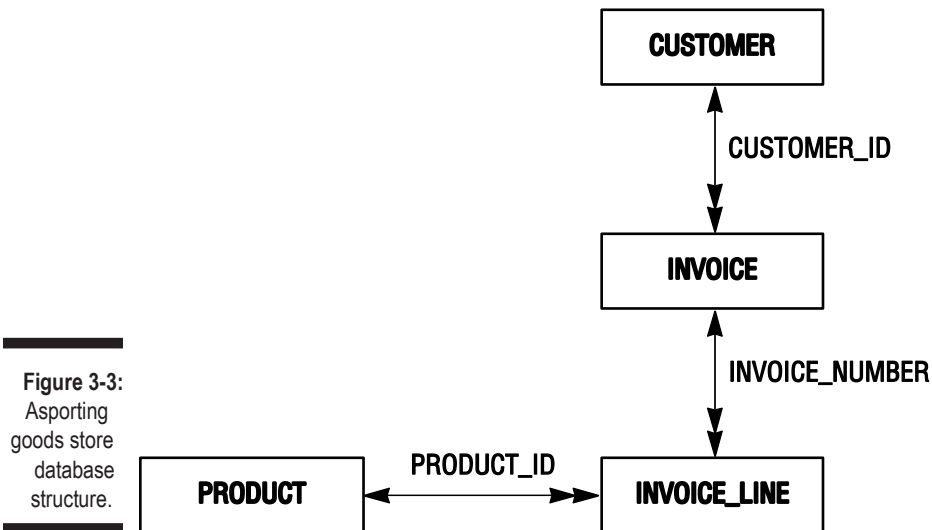 CUSTOMER
CUSTOMER_ID
INVOICE
INVOICE_NUMBER
Figure 3-3:
Asporting
goods store
database
structure.
PRODUCT_ID
PRODUCT
INVOICE_LINE